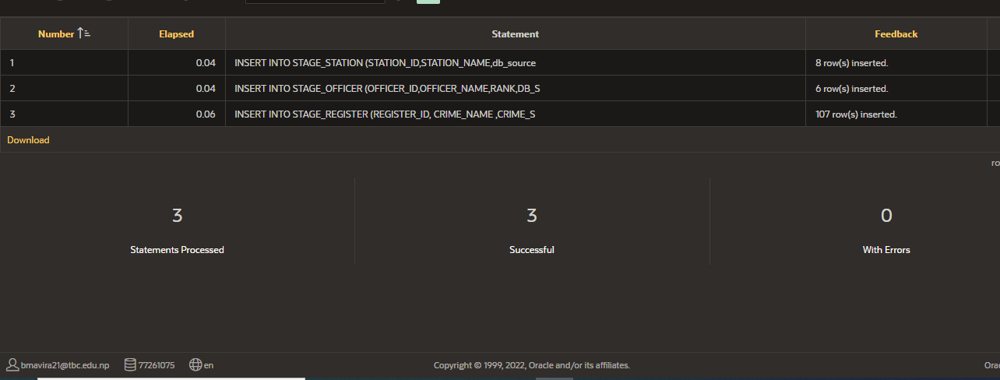 Number Elapsed Statement Feedback
1 0.04 INSERT INTO STAGE_STATION (STATION_ID,STATION_NAME,db_source 8 row(s) inserted.
2 0.04 INSERT INTO STAGE_OFFICER (OFFICER_ID,OFFICER_NAME,RANK,DB_S 6 row(s) inserted.
3 0.06 INSERT INTO STAGE_REGISTER (REGISTER_ID, CRIME_NAME ,CRIME_S 107 row(s) inserted.
Download
ro
3 3 0
Statements Processed Successful With Errors
bmavira21@tbc.edu.np 77261075 en Copyright © 1999, 2022, Oracle and/or its affiliates. Orac